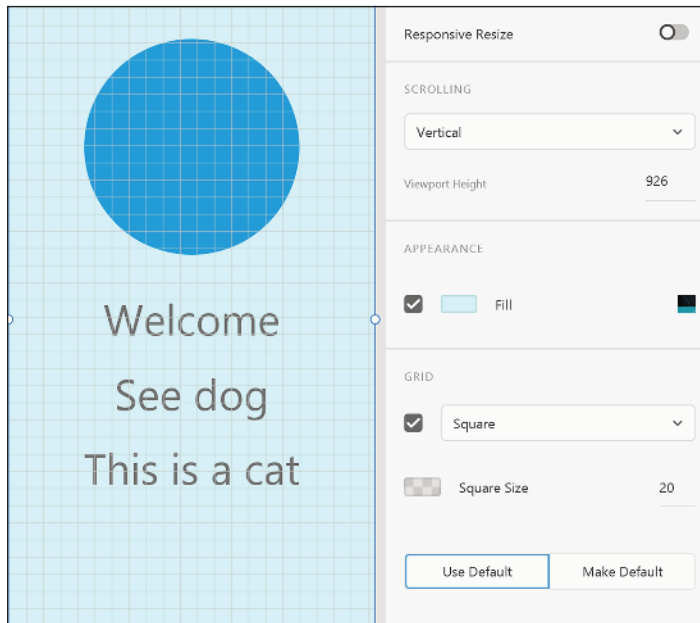 Welcome
See dog
This is a cat
Responsive Resize
SCROLLING
Vertical
Viewport Height 926
APPEARANCE
Fill
GRID
Square
Square Size 20
Use Default Make Default